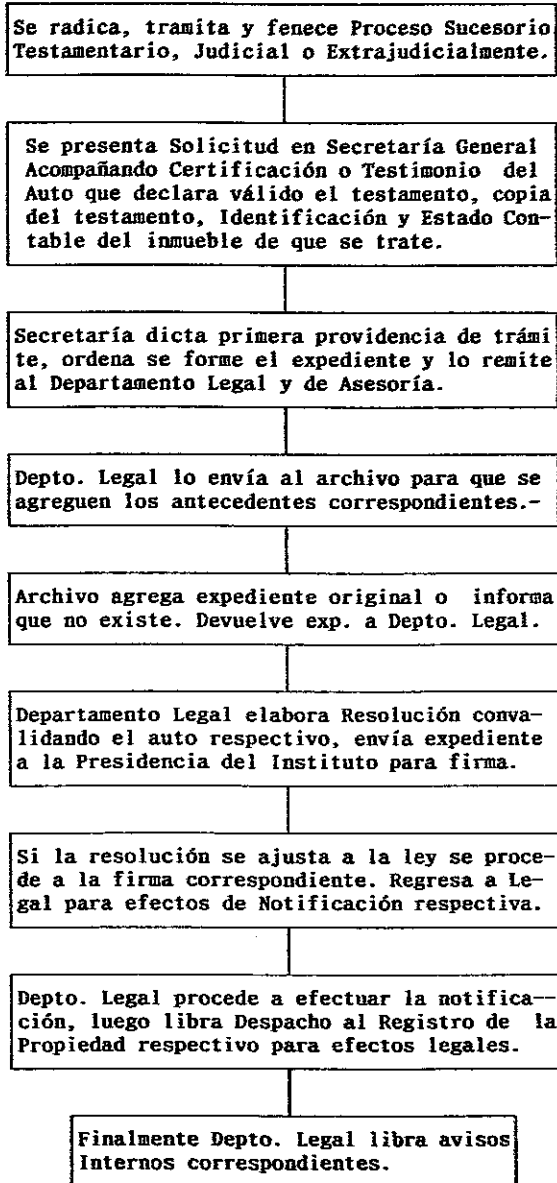 Se radica, tramita y fenece Proceso Sucesorio
Testamentario, Judicial o Extrajudicialmente.
Se presenta Solicitud en Secretaría General
Acompañando Certificación o Testimonio del
Auto que declara válido el testamento, copia
del testamento, Identificación y Estado Con-
table del inmueble de que se trate.
Secretaría dicta primera providencia de trámi
te, ordena se forme el expediente y lo remite
al Departamento Legal y de Asesoría.
Depto. Legal lo envía al archivo para que se
agreguen los antecedentes correspondientes.-
Archivo agrega expediente original o informa
que no existe. Devuelve exp. a Depto. Legal.
Departamento Legal elabora Resolución conva-
lidando el auto respectivo, envía expediente
a la Presidencia del Instituto para firma.
Si la resolución se ajusta a la ley se proce-
de a la firma correspondiente. Regresa a Le-
gal para efectos de Notificación respectiva.
Depto. Legal procede a efectuar la notifica--
ción, luego libra Despacho al Registro de la
Propiedad respectivo para efectos legales.
Finalmente Depto. Legal libra avisos
Internos correspondientes.